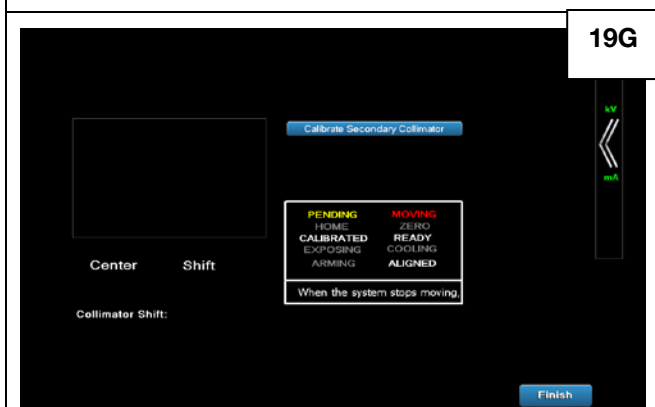 19G
kV
mA
Calibrate Secondary Collimator
PENDING MOVING
HOME ZERO
CALIBRATED READY
EXPOSING COOLING
ARMING ALIGNED
When the system stops moving,
Center Shift
Collimator Shift:
Finish